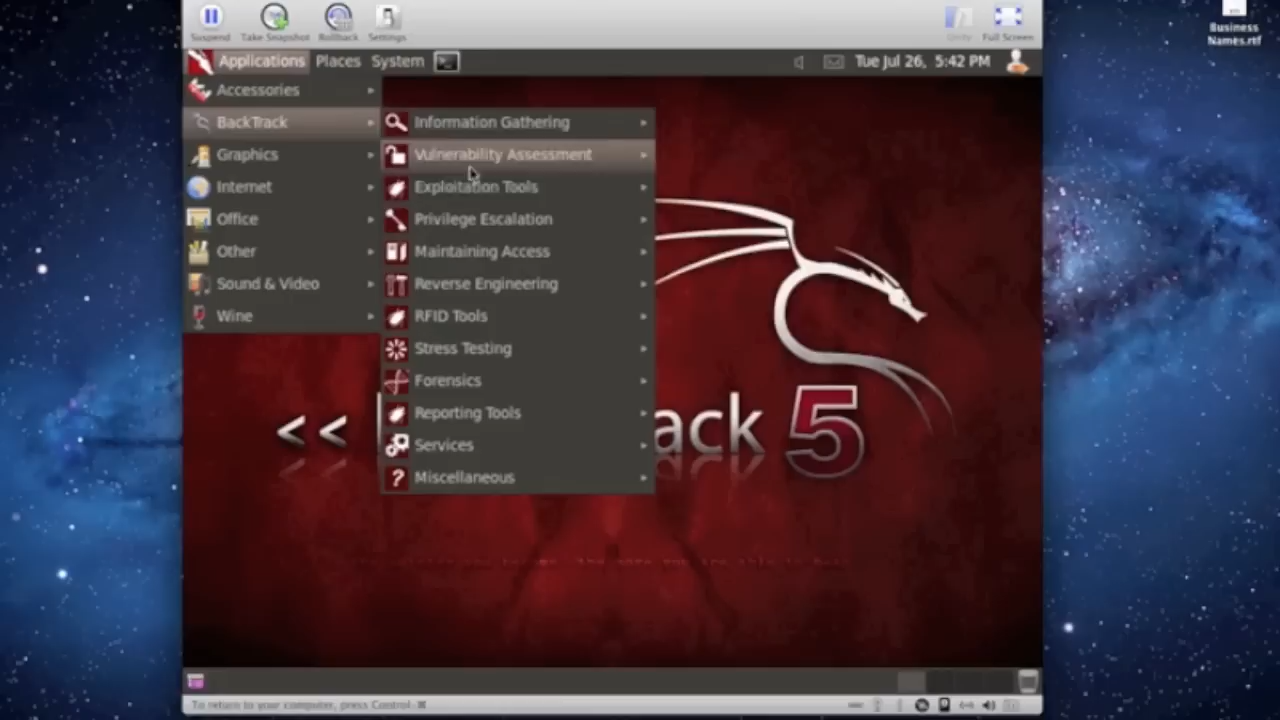 Suspend Take Snapshot Rollback Settings Unity Full Screen
Business
Names.rtf
Applications Places System Tue Jul 26, 5:42 PM
Accessories
BackTrack
Graphics
Internet
Office
Other
Sound & Video
Wine
Information Gathering
Vulnerability Assessment
Exploitation Tools
Privilege Escalation
Maintaining Access
Reverse Engineering
RFID Tools
Stress Testing
Forensics
Reporting Tools
Services
Miscellaneous
<< ack 5
To return to your computer, press Control-⌘